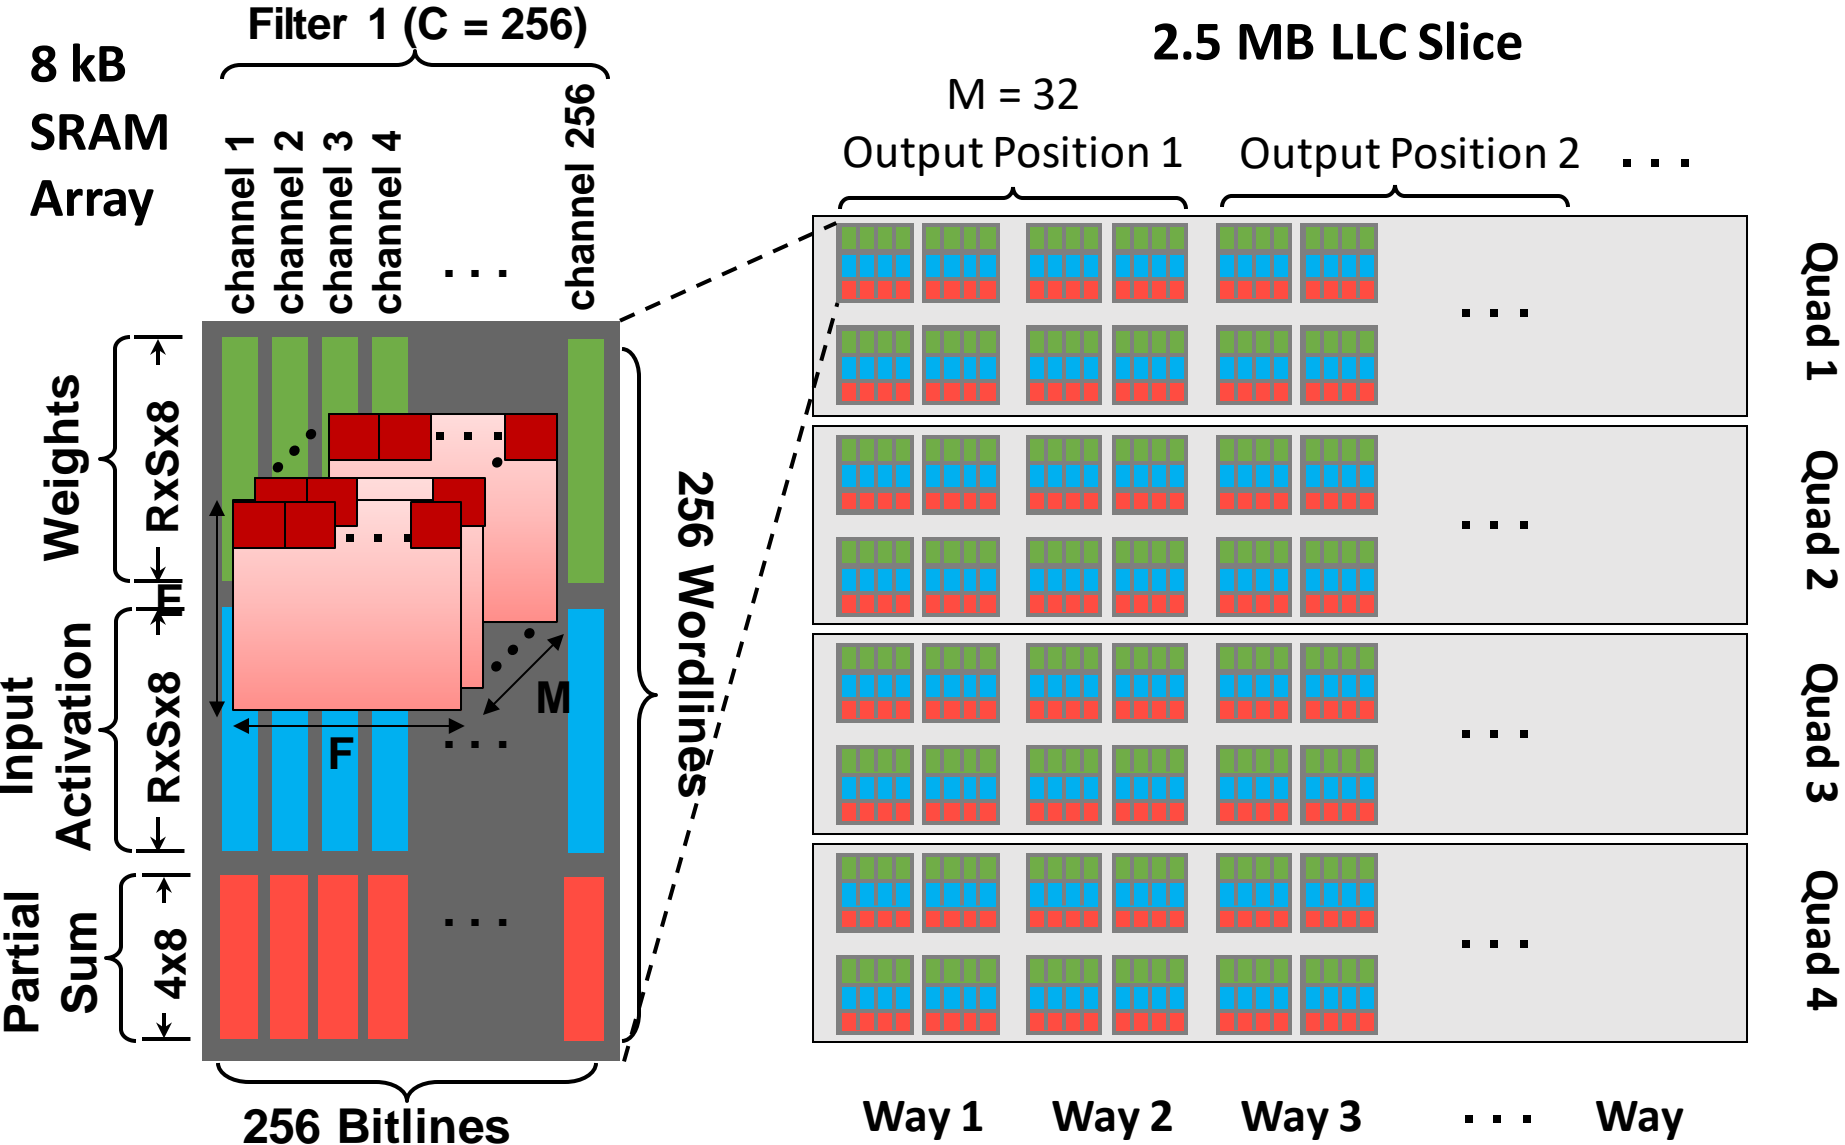 Filter 1 (C = 256)
8 kB
SRAM
Array
channel 1
channel 2
channel 3
channel 4
. . .
channel 256
Weights
RxSx8
E
Input
Activation
RxSx8
F
M
. . .
Partial
Sum
4x8
. . .
256 Wordlines
256 Bitlines
2.5 MB LLC Slice
M = 32
Output Position 1
Output Position 2
. . .
Quad 1
. . .
Quad 2
. . .
Quad 3
. . .
Quad 4
. . .
Way 1
Way 2
Way 3
. . .
Way